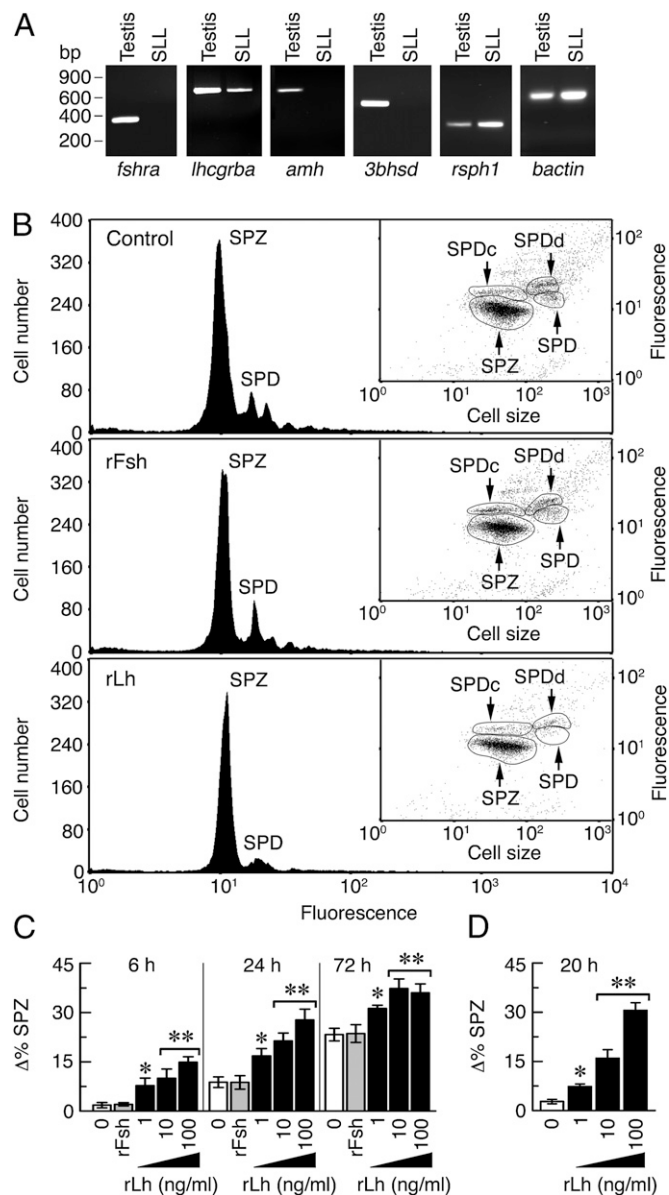 A
Testis SLL Testis SLL Testis SLL Testis SLL Testis SLL Testis SLL
bp
900
600
400
200
fshra lhcgrba amh 3bhsd rsph1 bactin
B
400
320
240
160
80
0
Cell number
Control
SPZ
SPD
SPDc SPDd
SPZ SPD
10² 10¹ 10⁰
Fluorescence
10⁰ 10¹ 10² 10³
Cell size
320
240
160
80
0
Cell number
rFsh
SPZ
SPD
SPDc SPDd
SPZ SPD
10² 10¹ 10⁰
Fluorescence
10⁰ 10¹ 10² 10³
Cell size
320
240
160
80
0
Cell number
rLh
SPZ
SPD
SPDc SPDd
SPZ SPD
10² 10¹ 10⁰
Fluorescence
10⁰ 10¹ 10² 10³
Cell size
10⁰ 10¹ 10² 10³ 10⁴
Fluorescence
C
Δ% SPZ
45
30
15
0
6 h 24 h 72 h
* ** * ** * **
0 rFsh 1 10 100 0 rFsh 1 10 100 0 rFsh 1 10 100
rLh (ng/ml) rLh (ng/ml) rLh (ng/ml)
D
Δ% SPZ
45
30
15
0
20 h
* **
0 1 10 100
rLh (ng/ml)